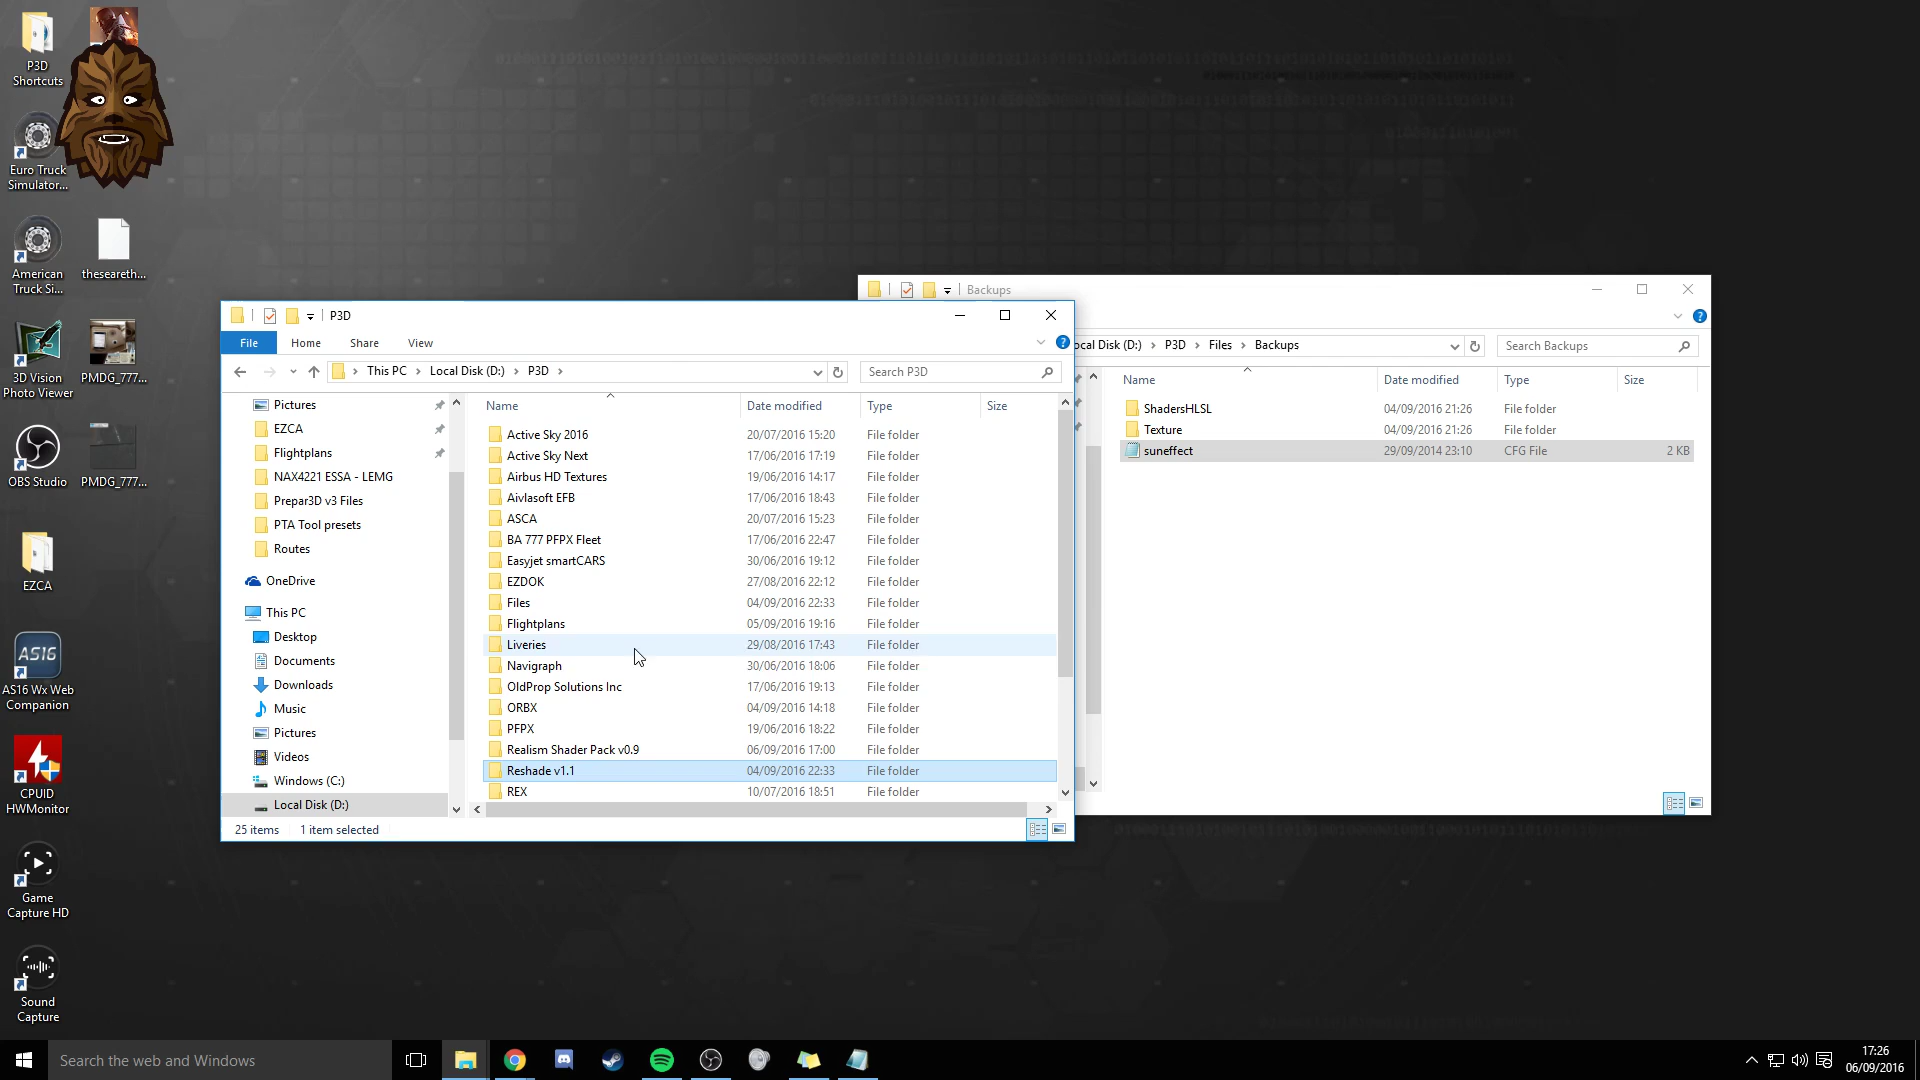 P3D
Shortcuts
Euro Truck
Simulator...
American
Truck Si...
theseareth...
3D Vision
Photo Viewer
PMDG_777...
OBS Studio
PMDG_777...
EZCA
AS16
AS16 Wx Web
Companion
CPUID
HWMonitor
Game
Capture HD
Sound
Capture
P3D
File
Home
Share
View
This PC
Local Disk (D:)
P3D
Search P3D
Pictures
EZCA
Flightplans
NAX4221 ESSA - LEMG
Prepar3D v3 Files
PTA Tool presets
Routes
OneDrive
This PC
Desktop
Documents
Downloads
Music
Pictures
Videos
Windows (C:)
Local Disk (D:)
Name Date modified Type Size
Active Sky 2016 20/07/2016 15:20 File folder
Active Sky Next 17/06/2016 17:19 File folder
Airbus HD Textures 19/06/2016 14:17 File folder
Aivlasoft EFB 17/06/2016 18:43 File folder
ASCA 20/07/2016 15:23 File folder
BA 777 PFPX Fleet 17/06/2016 22:47 File folder
Easyjet smartCARS 30/06/2016 19:12 File folder
EZDOK 27/08/2016 22:12 File folder
Files 04/09/2016 22:33 File folder
Flightplans 05/09/2016 19:16 File folder
Liveries 29/08/2016 17:43 File folder
Navigraph 30/06/2016 18:06 File folder
OldProp Solutions Inc 17/06/2016 19:13 File folder
ORBX 04/09/2016 14:18 File folder
PFPX 19/06/2016 18:22 File folder
Realism Shader Pack v0.9 06/09/2016 17:00 File folder
Reshade v1.1 04/09/2016 22:33 File folder
REX 10/07/2016 18:51 File folder
25 items 1 item selected
Backups
ocal Disk (D:)
P3D
Files
Backups
Search Backups
Name Date modified Type Size
ShadersHLSL 04/09/2016 21:26 File folder
Texture 04/09/2016 21:26 File folder
suneffect 29/09/2014 23:10 CFG File 2 KB
Search the web and Windows
17:26
06/09/2016